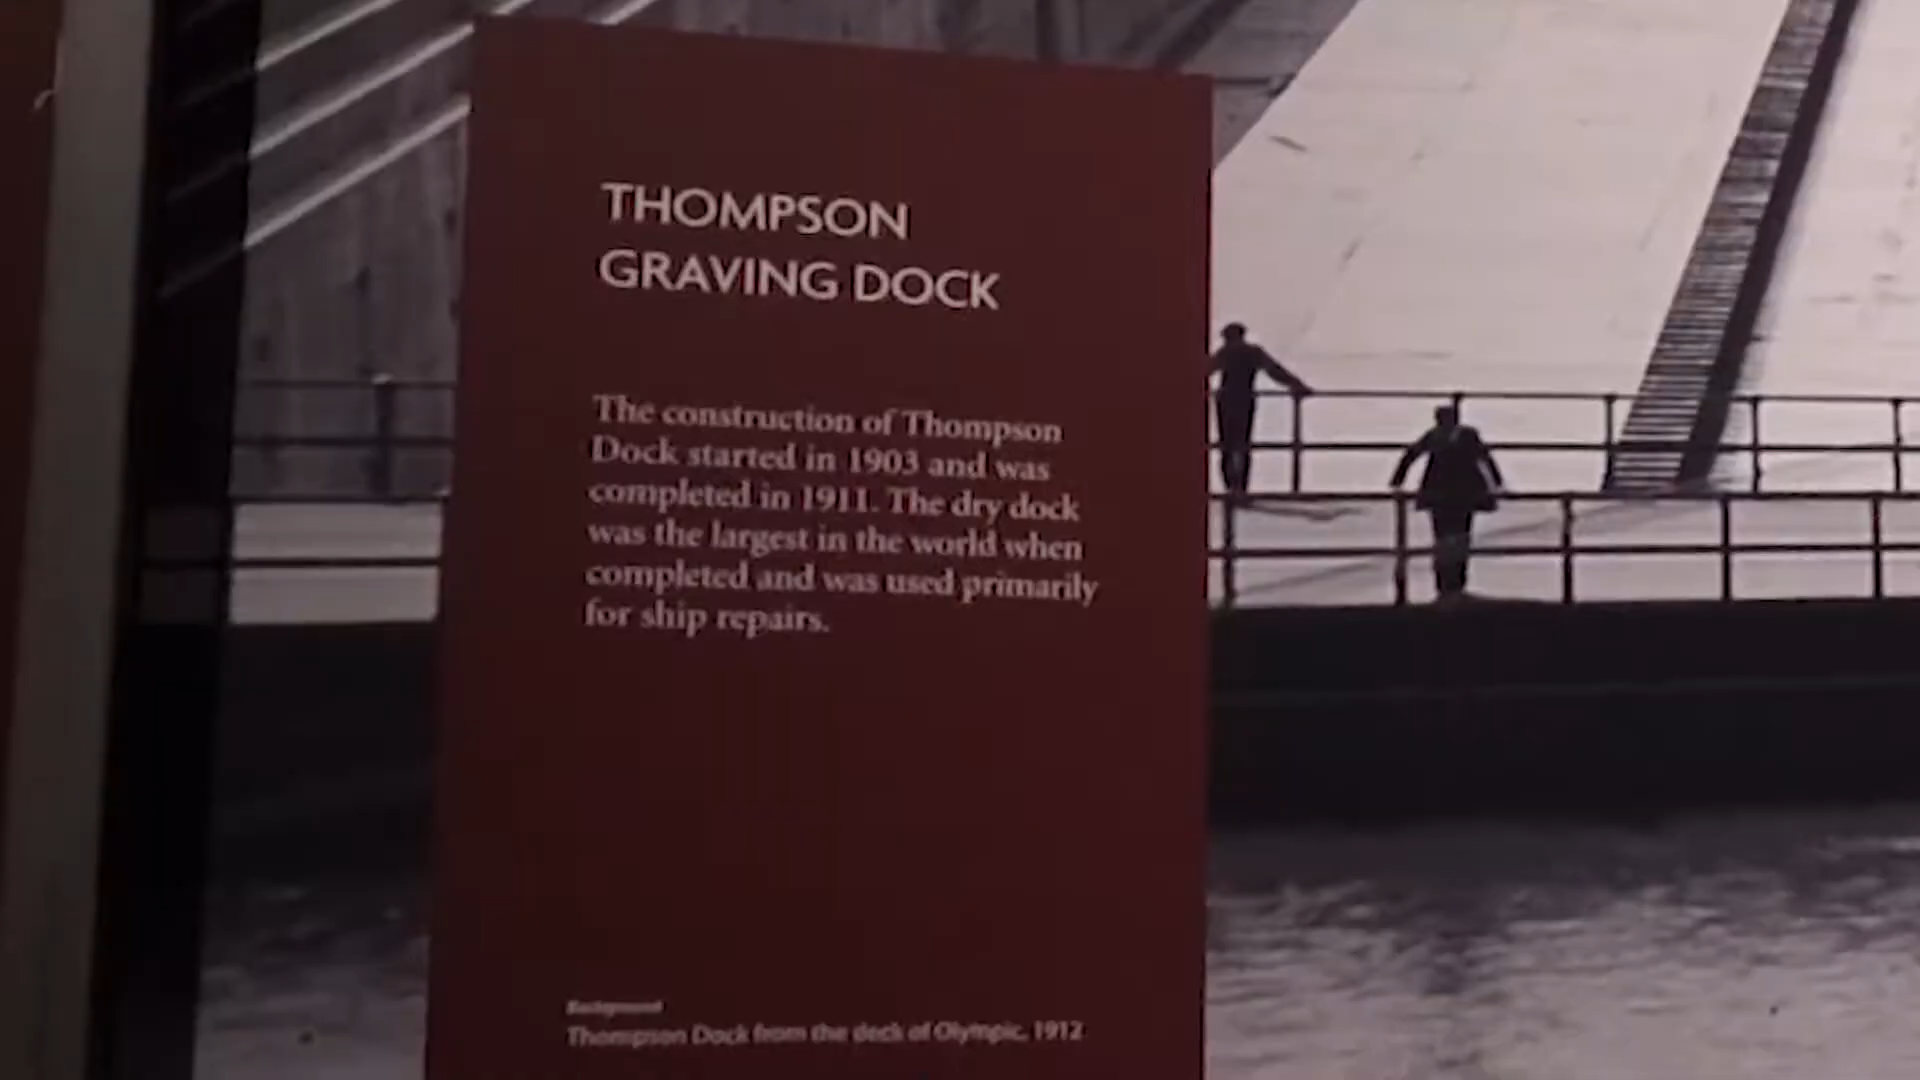 THOMPSON
GRAVING DOCK
The construction of Thompson
Dock started in 1903 and was
completed in 1911. The dry dock
was the largest in the world when
completed and was used primarily
for ship repairs.
Background
Thompson Dock from the deck of Olympic, 1912